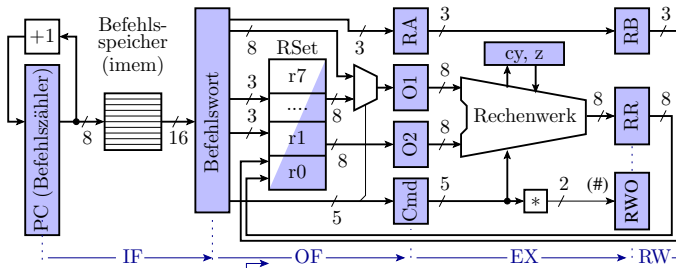 +1
PC (Befehlszähler)
8
Befehls-
speicher
(imem)
16
Befehlswort
8
3
3
5
RSet
r7
....
r1
r0
3
8
8
RA
O1
O2
Cmd
3
8
8
5
cy, z
Rechenwerk
*
2
(#)
8
RB
RR
RWO
3
8
IF
OF
EX
RW